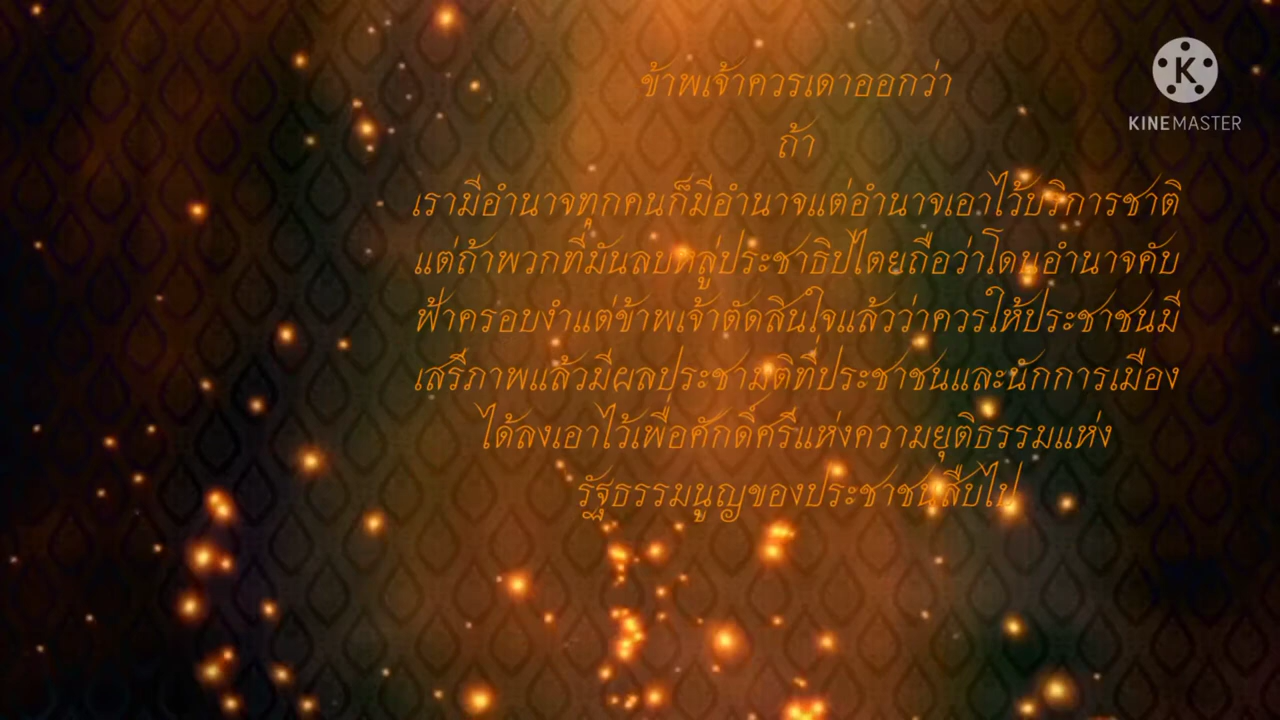 ข้าพเจ้าควรเดาออกว่า
ถ้า
เรามีอำนาจทุกคนก็มีอำนาจแต่อำนาจเอาไว้บริการชาติ
แต่ถ้าพวกที่มันลบหลู่ประชาธิปไตยถือว่าโดนอำนาจคับ
ฟ้าครอบงำแต่ข้าพเจ้าตัดสินใจแล้วว่าควรให้ประชาชนมี
เสรีภาพแล้วมีผลประชามติที่ประชาชนและนักการเมือง
ได้ลงเอาไว้เพื่อศักดิ์ศรีแห่งความยุติธรรมแห่ง
รัฐธรรมนูญของประชาชนสืบไป
K
KINEMASTER